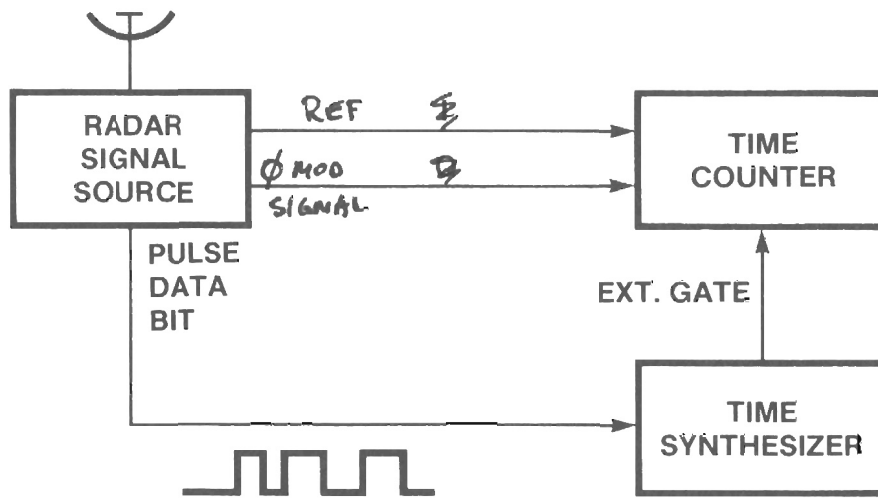 RADAR
SIGNAL
SOURCE
REF
ϕ MOD
SIGNAL
TIME
COUNTER
PULSE
DATA
BIT
EXT. GATE
TIME
SYNTHESIZER